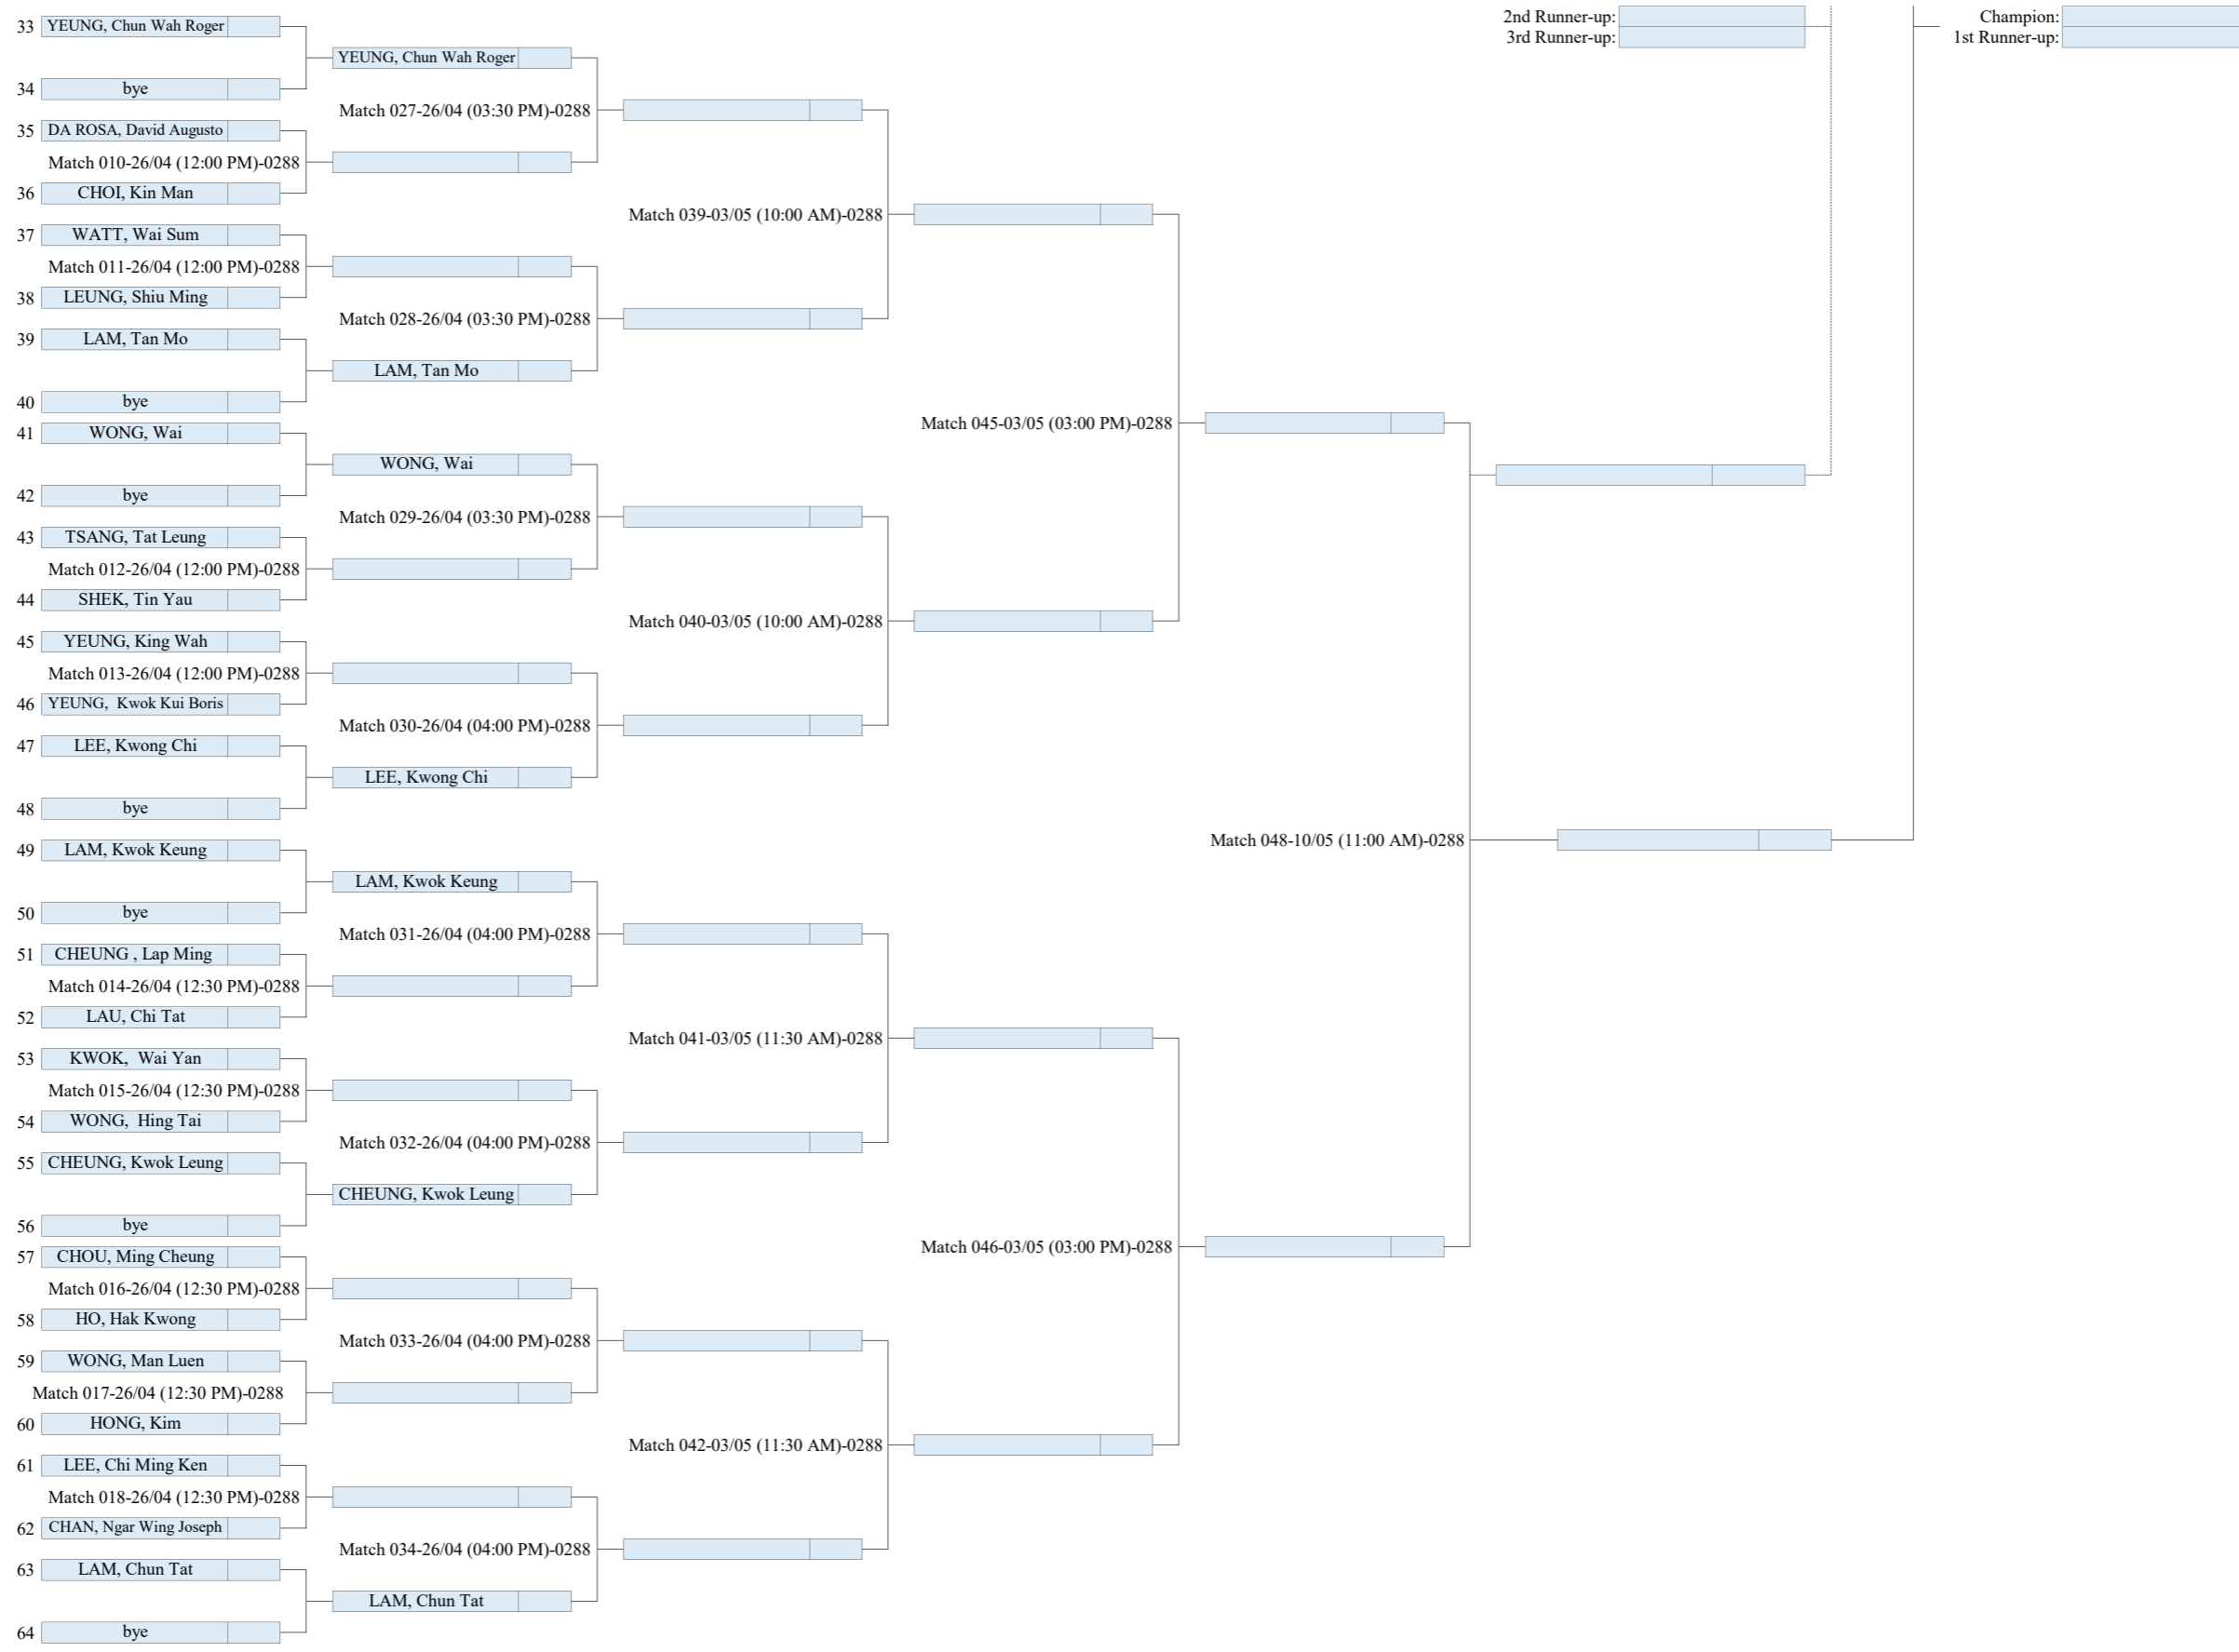 33 YEUNG, Chun Wah Roger
2nd Runner-up:
Champion:
3rd Runner-up:
1st Runner-up:
YEUNG, Chun Wah Roger
34 bye
Match 027-26/04 (03:30 PM)-0288
35 DA ROSA, David Augusto
Match 010-26/04 (12:00 PM)-0288
36 CHOI, Kin Man
Match 039-03/05 (10:00 AM)-0288
37 WATT, Wai Sum
Match 011-26/04 (12:00 PM)-0288
38 LEUNG, Shiu Ming
Match 028-26/04 (03:30 PM)-0288
39 LAM, Tan Mo
LAM, Tan Mo
40 bye
Match 045-03/05 (03:00 PM)-0288
41 WONG, Wai
WONG, Wai
42 bye
Match 029-26/04 (03:30 PM)-0288
43 TSANG, Tat Leung
Match 012-26/04 (12:00 PM)-0288
44 SHEK, Tin Yau
Match 040-03/05 (10:00 AM)-0288
45 YEUNG, King Wah
Match 013-26/04 (12:00 PM)-0288
46 YEUNG, Kwok Kui Boris
Match 030-26/04 (04:00 PM)-0288
47 LEE, Kwong Chi
LEE, Kwong Chi
48 bye
Match 048-10/05 (11:00 AM)-0288
49 LAM, Kwok Keung
LAM, Kwok Keung
50 bye
Match 031-26/04 (04:00 PM)-0288
51 CHEUNG , Lap Ming
Match 014-26/04 (12:30 PM)-0288
52 LAU, Chi Tat
Match 041-03/05 (11:30 AM)-0288
53 KWOK, Wai Yan
Match 015-26/04 (12:30 PM)-0288
54 WONG, Hing Tai
Match 032-26/04 (04:00 PM)-0288
55 CHEUNG, Kwok Leung
CHEUNG, Kwok Leung
56 bye
Match 046-03/05 (03:00 PM)-0288
57 CHOU, Ming Cheung
Match 016-26/04 (12:30 PM)-0288
58 HO, Hak Kwong
Match 033-26/04 (04:00 PM)-0288
59 WONG, Man Luen
Match 017-26/04 (12:30 PM)-0288
60 HONG, Kim
Match 042-03/05 (11:30 AM)-0288
61 LEE, Chi Ming Ken
Match 018-26/04 (12:30 PM)-0288
62 CHAN, Ngar Wing Joseph
Match 034-26/04 (04:00 PM)-0288
63 LAM, Chun Tat
LAM, Chun Tat
64 bye